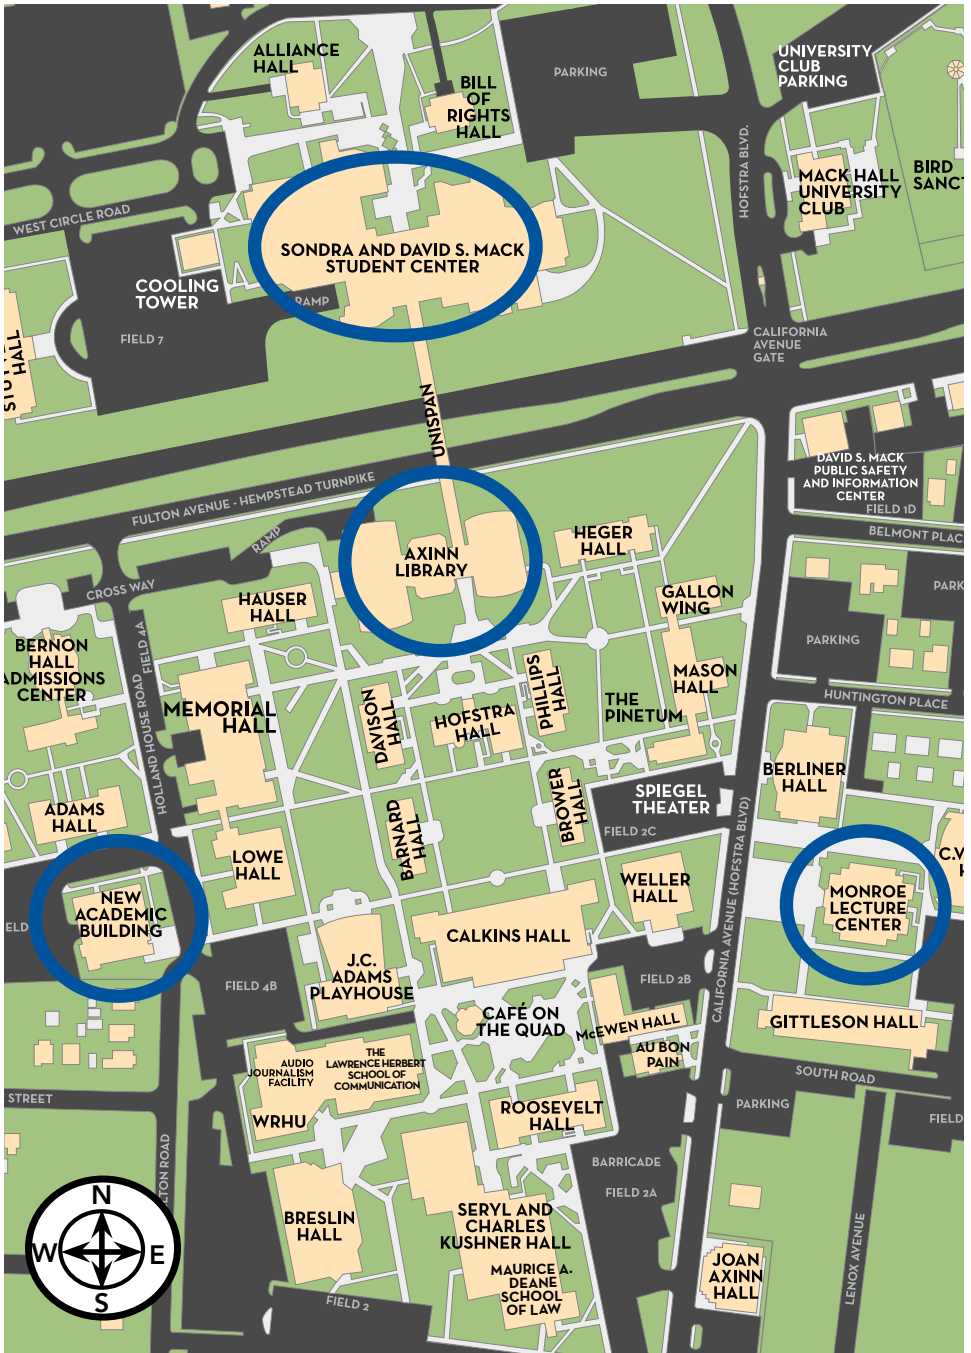 ALLIANCE
HALL
BILL
OF
RIGHTS
HALL
PARKING
UNIVERSITY
CLUB
PARKING
HOFSTRA BLVD.
MACK HALL
UNIVERSITY
CLUB
BIRD
SANCT
WEST CIRCLE ROAD
SONDRA AND DAVID S. MACK
STUDENT CENTER
COOLING
TOWER
RAMP
FIELD 7
HALL
CALIFORNIA
AVENUE
GATE
UNISPAN
DAVID S. MACK
PUBLIC SAFETY
AND INFORMATION
CENTER
FIELD 1D
BELMONT PLAC
FULTON AVENUE - HEMPSTEAD TURNPIKE
RAMP
AXINN
LIBRARY
HEGER
HALL
CROSS WAY
HAUSER
HALL
GALLON
WING
PARK
PARKING
BERNON
HALL
ADMISSIONS
CENTER
FIELD 4A
HOLLAND HOUSE ROAD
MEMORIAL
HALL
DAVISON
HALL
HOFSTRA
HALL
PHILLIPS
HALL
THE
PINETUM
MASON
HALL
HUNTINGTON PLACE
BERLINER
HALL
SPIEGEL
THEATER
FIELD 2C
ADAMS
HALL
BARNARD
HALL
BROWER
HALL
LOWE
HALL
WELLER
HALL
CALIFORNIA AVENUE (HOFSTRA BLVD)
C.V
H
MONROE
LECTURE
CENTER
NEW
ACADEMIC
BUILDING
ELD
CALKINS HALL
J.C.
ADAMS
PLAYHOUSE
FIELD 4B
FIELD 2B
CAFÉ ON
THE QUAD
McEWEN HALL
GITTLESON HALL
AU BON
PAIN
AUDIO
JOURNALISM
FACILITY
THE
LAWRENCE HERBERT
SCHOOL OF
COMMUNICATION
SOUTH ROAD
STREET
WRHU
ROOSEVELT
HALL
PARKING
FIELD
LTON ROAD
BARRICADE
FIELD 2A
BRESLIN
HALL
SERYL AND
CHARLES
KUSHNER HALL
MAURICE A.
DEANE
SCHOOL
OF LAW
JOAN
AXINN
HALL
LENOX AVENUE
FIELD 2
N
W
E
S